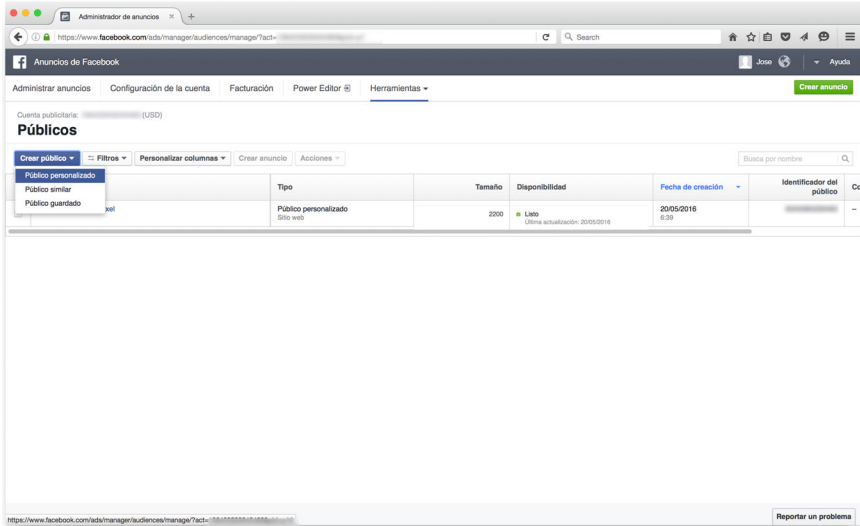 Administrador de anuncios
https://www.facebook.com/ads/manager/audiences/manage/?act=
Search
Anuncios de Facebook
Jose
Ayuda
Administrar anuncios
Configuración de la cuenta
Facturación
Power Editor
Herramientas
Crear anuncio
Cuenta publicitaria: (USD)
Públicos
Crear público
Filtros
Personalizar columnas
Crear anuncio
Acciones
Busca por nombre
Público personalizado
Público similar
Público guardado
Tipo
Tamaño
Disponibilidad
Fecha de creación
Identificador del
público
Co
xel
Público personalizado
Sitio web
2200
Listo
Última actualización: 20/05/2016
20/05/2016
6:39
--
https://www.facebook.com/ads/manager/audiences/manage/?act=
Reportar un problema